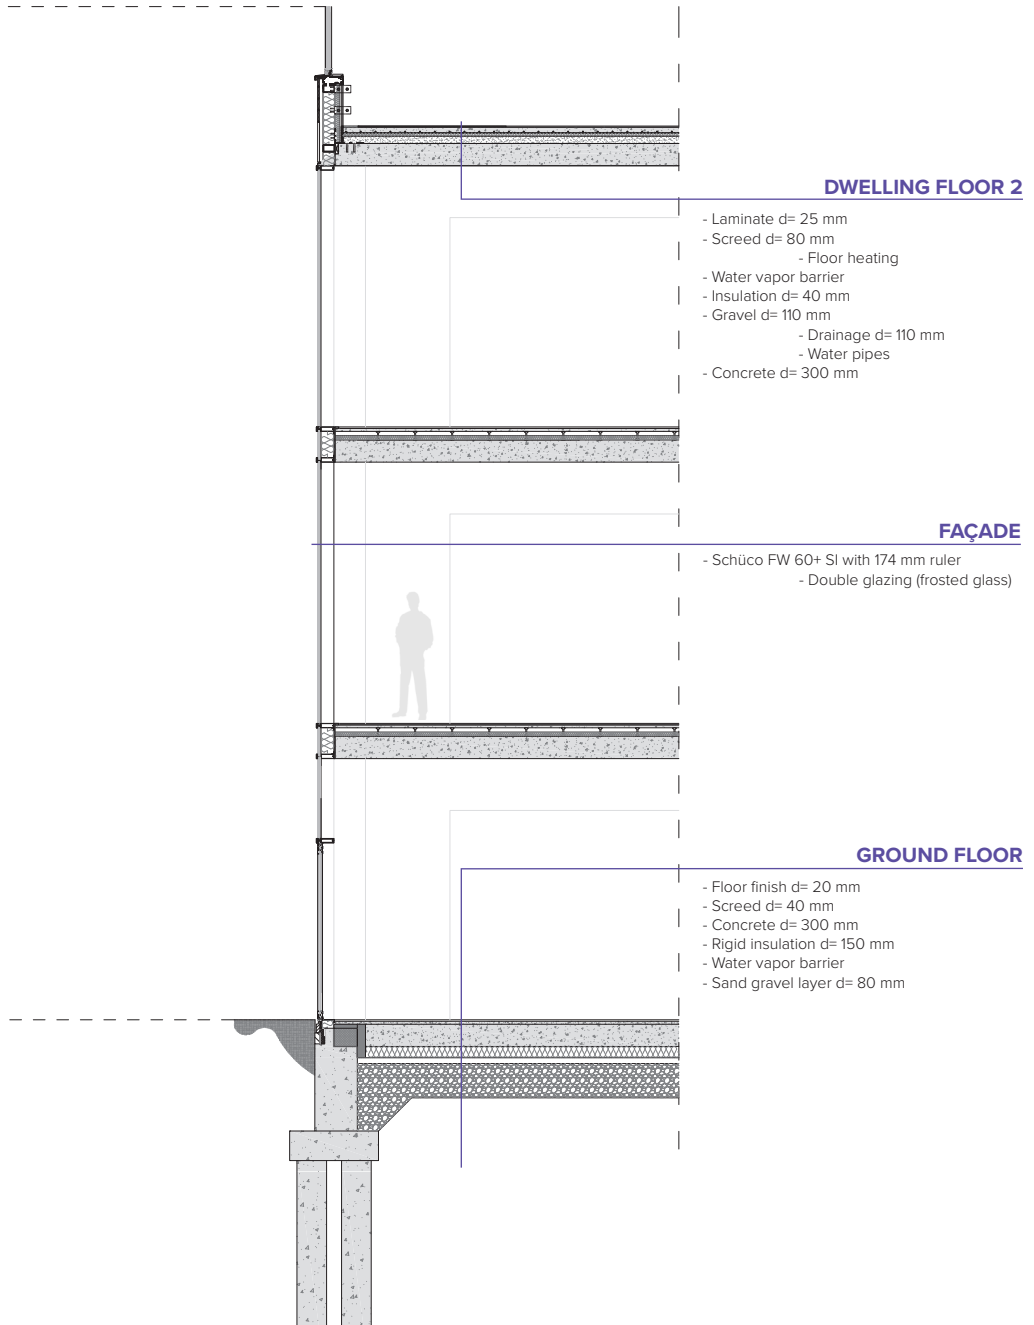 DWELLING FLOOR 2
- Laminate d= 25 mm
- Screed d= 80 mm
- Floor heating
- Water vapor barrier
- Insulation d= 40 mm
- Gravel d= 110 mm
- Drainage d= 110 mm
- Water pipes
- Concrete d= 300 mm
FAÇADE
- Schüco FW 60+ SI with 174 mm ruler
- Double glazing (frosted glass)
GROUND FLOOR
- Floor finish d= 20 mm
- Screed d= 40 mm
- Concrete d= 300 mm
- Rigid insulation d= 150 mm
- Water vapor barrier
- Sand gravel layer d= 80 mm